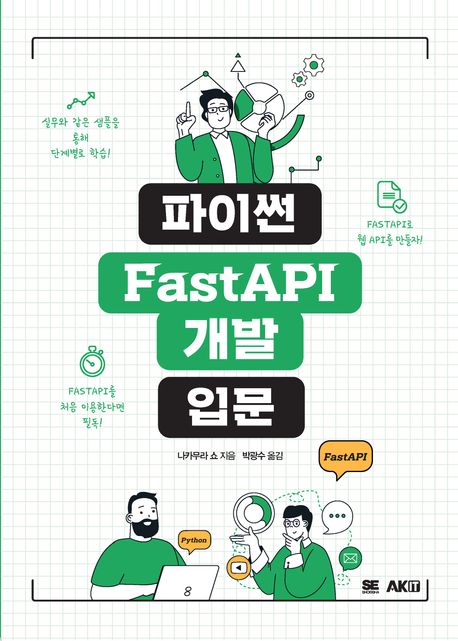 실무와 같은 샘플을
통해
단계별로 학습!
파이썬
FASTAPI로
웹 API를 만들자!
FastAPI
개발
입문
FASTAPI를
처음 이용한다면
필독!
나카무라 쇼 지음 박광수 옮김
FastAPI
Python
SE
SHOEISHA
AK IT